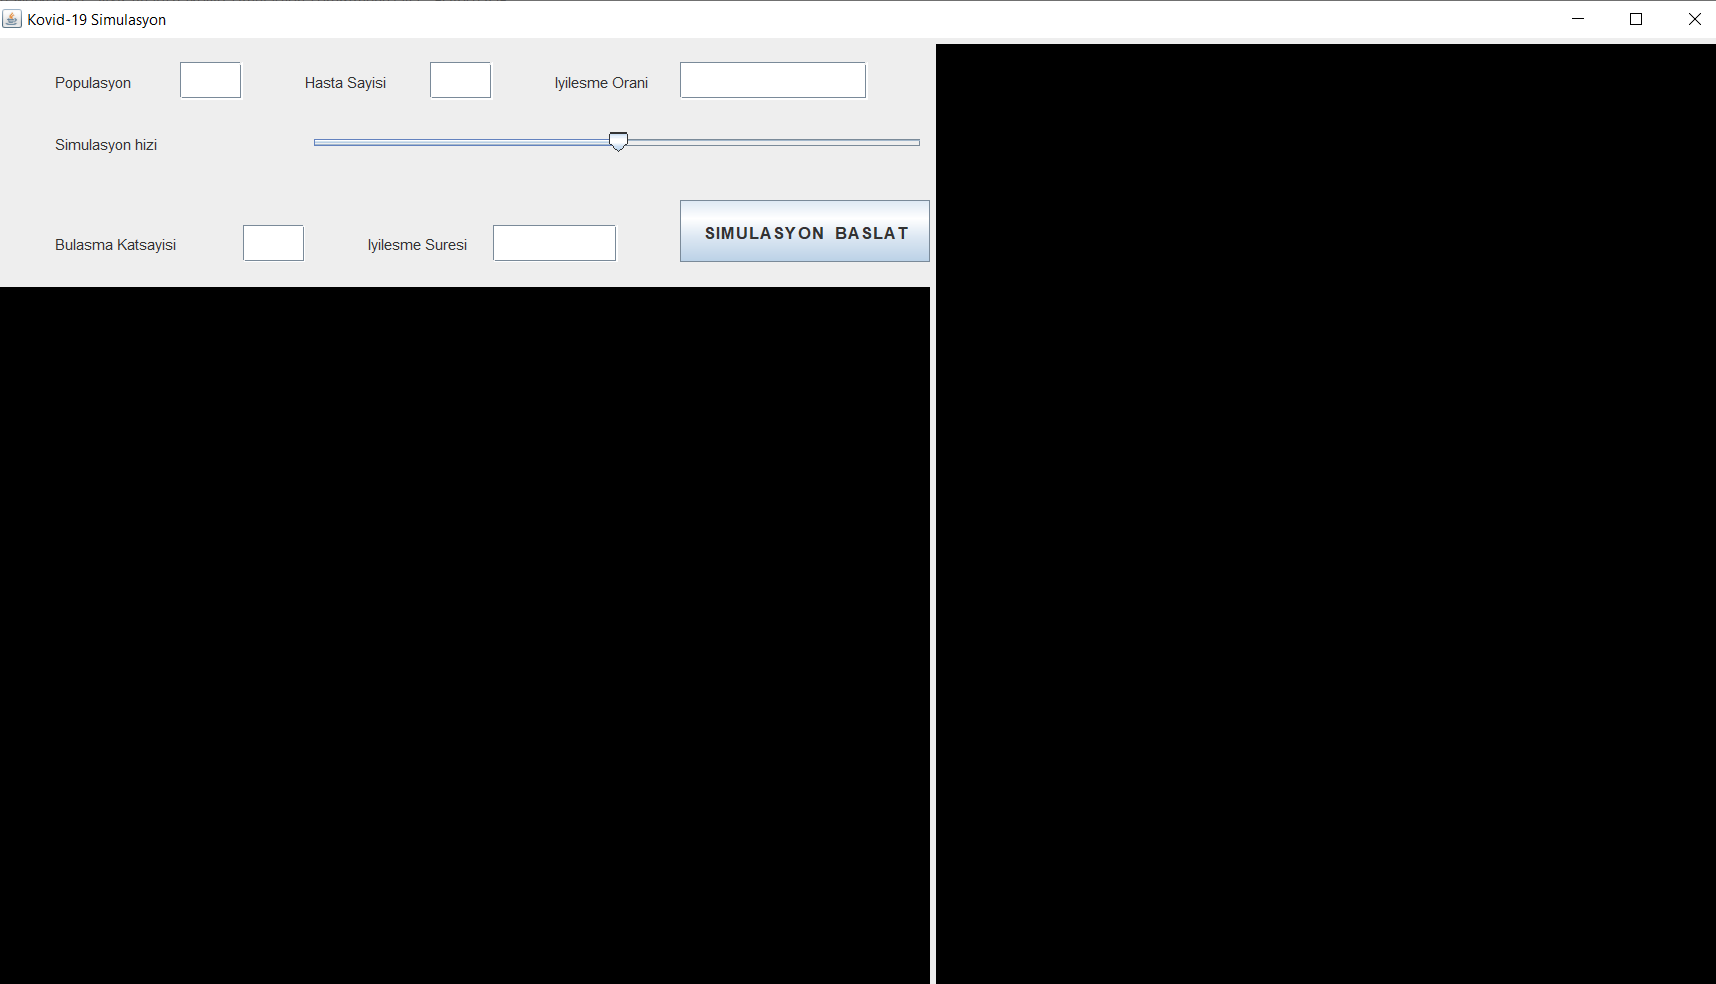 Kovid-19 Simulasyon
Populasyon Hasta Sayisi Iyilesme Orani
Simulasyon hizi
Bulasma Katsayisi Iyilesme Suresi SIMULASYON BASLAT